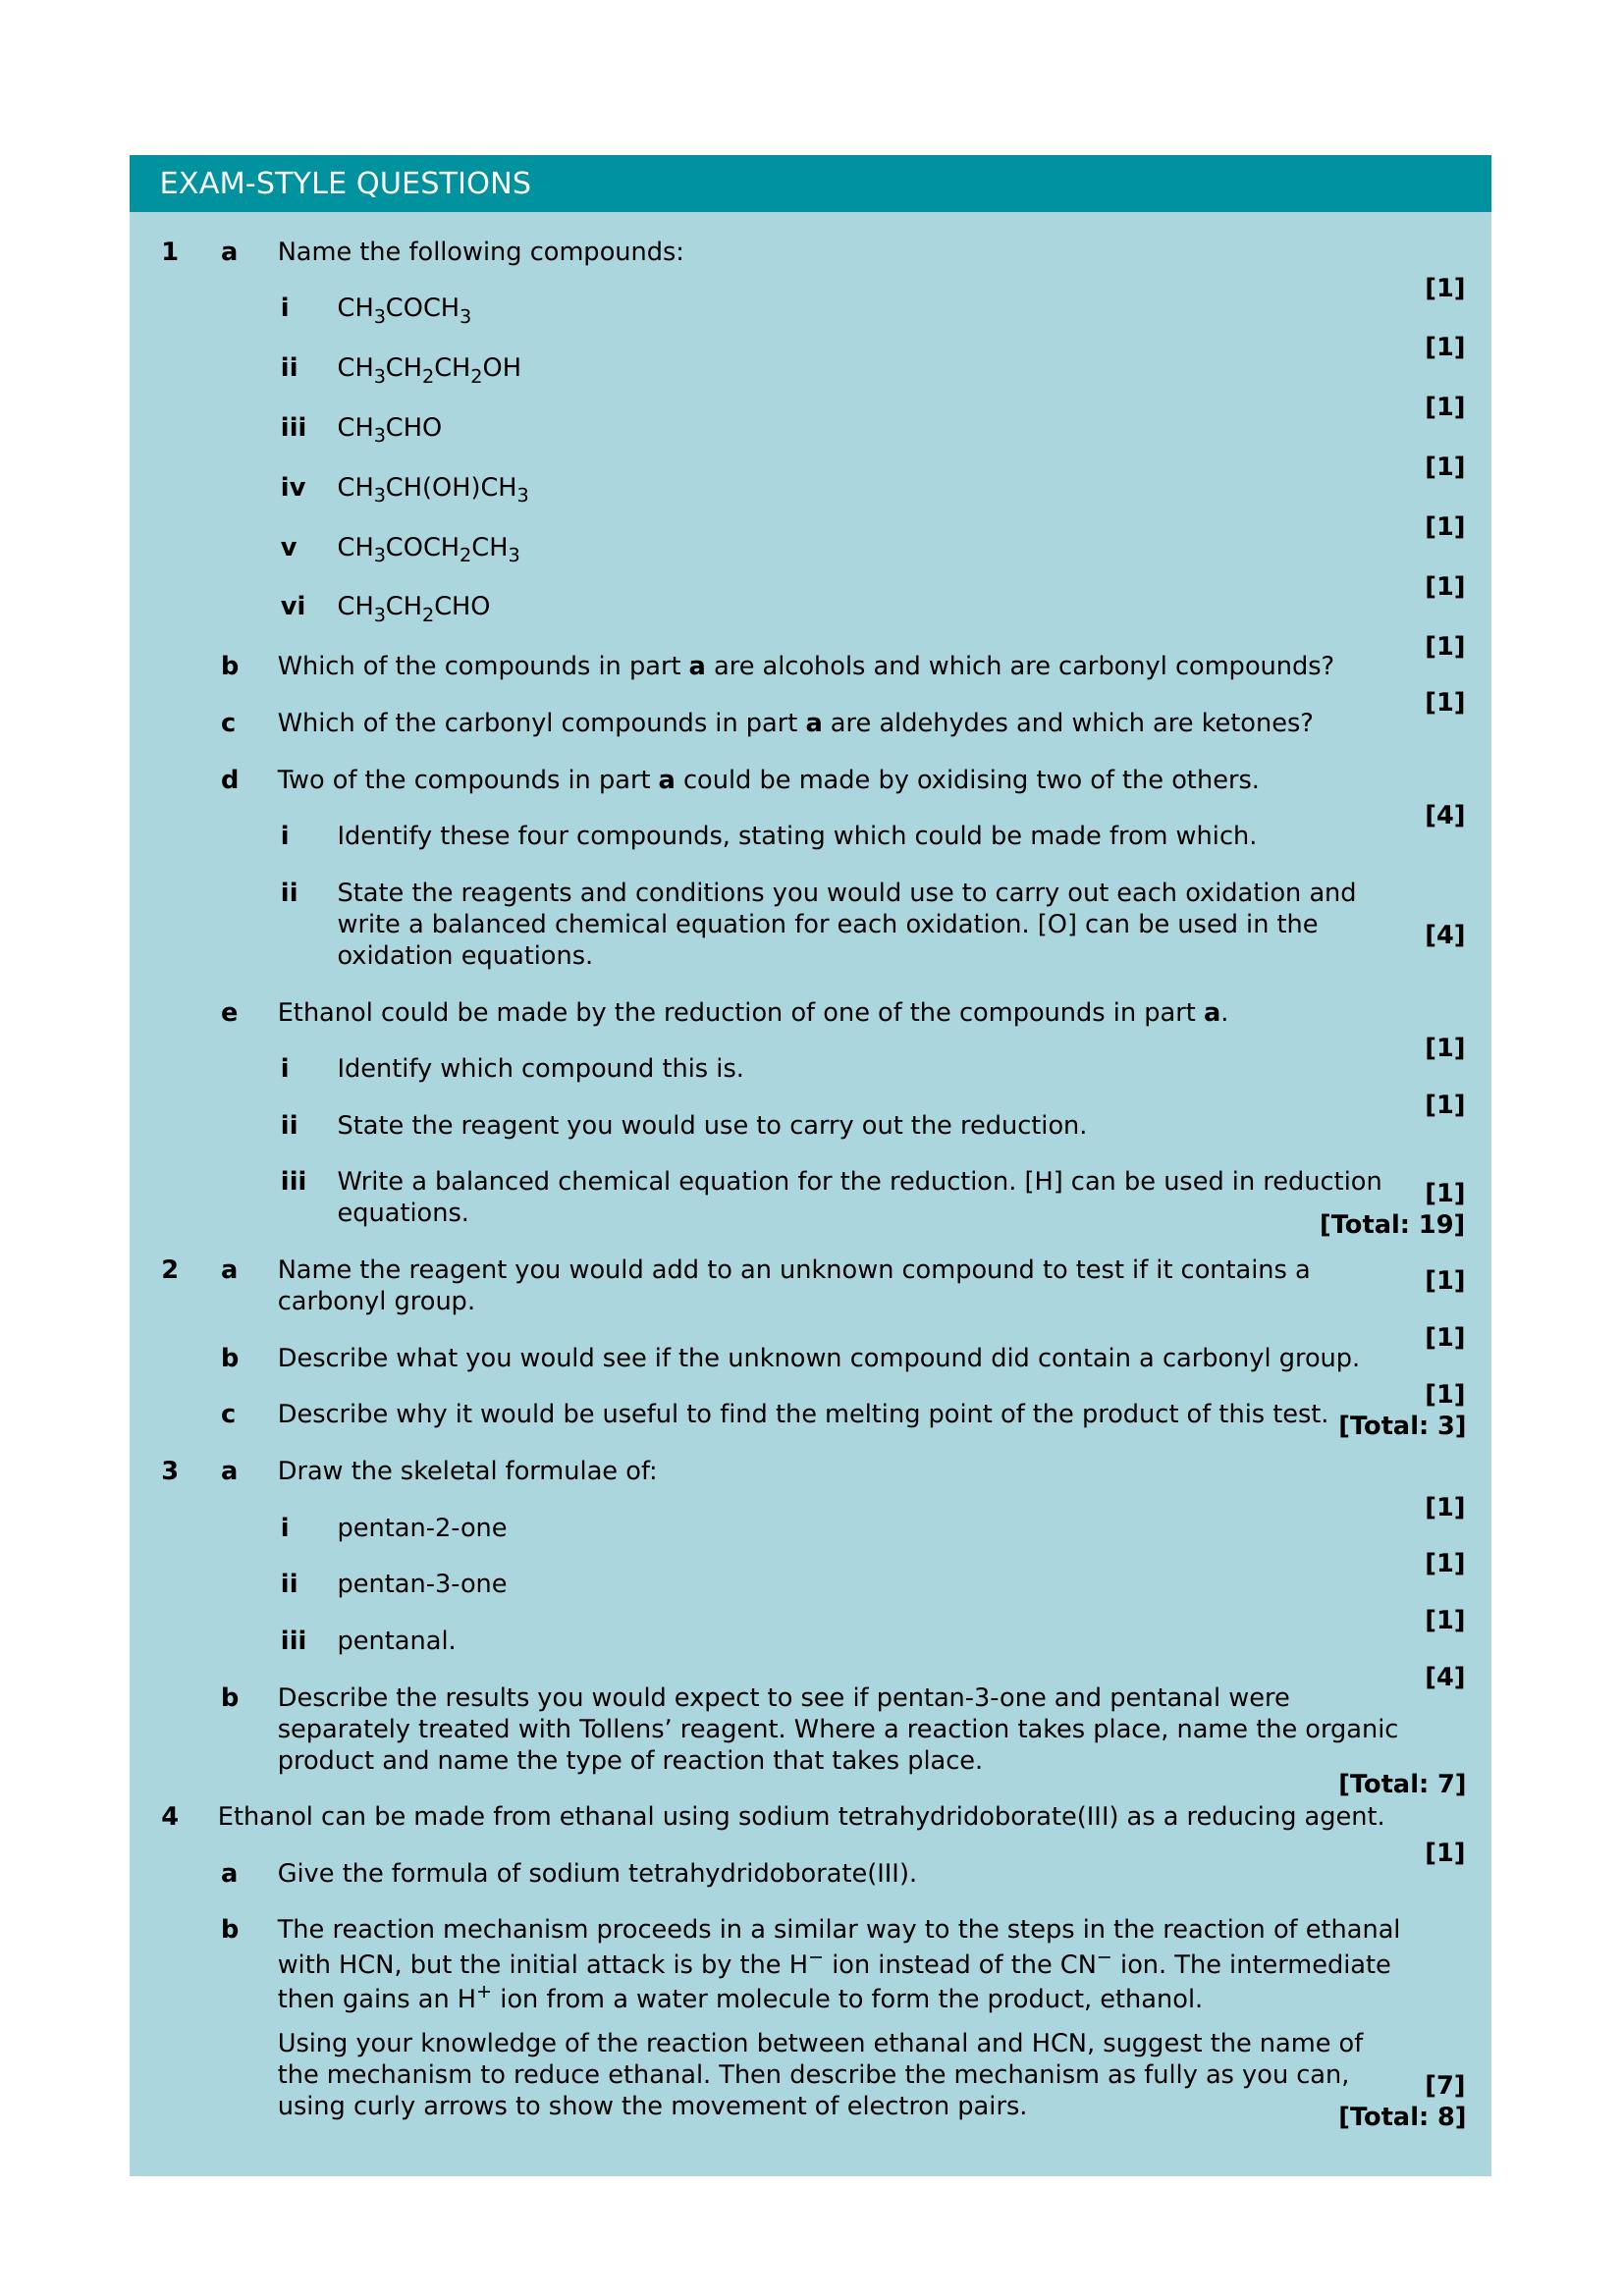 EXAM-STYLE QUESTIONS
1 a Name the following compounds:
i CH₃COCH₃ [1]
ii CH₃CH₂CH₂OH [1]
iii CH₃CHO [1]
iv CH₃CH(OH)CH₃ [1]
v CH₃COCH₂CH₃ [1]
vi CH₃CH₂CHO [1]
b Which of the compounds in part a are alcohols and which are carbonyl compounds? [1]
c Which of the carbonyl compounds in part a are aldehydes and which are ketones? [1]
d Two of the compounds in part a could be made by oxidising two of the others.
i Identify these four compounds, stating which could be made from which. [4]
ii State the reagents and conditions you would use to carry out each oxidation and
write a balanced chemical equation for each oxidation. [O] can be used in the
oxidation equations. [4]
e Ethanol could be made by the reduction of one of the compounds in part a.
i Identify which compound this is. [1]
ii State the reagent you would use to carry out the reduction. [1]
iii Write a balanced chemical equation for the reduction. [H] can be used in reduction
equations. [1]
[Total: 19]
2 a Name the reagent you would add to an unknown compound to test if it contains a
carbonyl group. [1]
b Describe what you would see if the unknown compound did contain a carbonyl group. [1]
c Describe why it would be useful to find the melting point of the product of this test. [1]
[Total: 3]
3 a Draw the skeletal formulae of:
i pentan-2-one [1]
ii pentan-3-one [1]
iii pentanal. [1]
b Describe the results you would expect to see if pentan-3-one and pentanal were [4]
separately treated with Tollens’ reagent. Where a reaction takes place, name the organic
product and name the type of reaction that takes place.
[Total: 7]
4 Ethanol can be made from ethanal using sodium tetrahydridoborate(III) as a reducing agent.
a Give the formula of sodium tetrahydridoborate(III). [1]
b The reaction mechanism proceeds in a similar way to the steps in the reaction of ethanal
with HCN, but the initial attack is by the H⁻ ion instead of the CN⁻ ion. The intermediate
then gains an H⁺ ion from a water molecule to form the product, ethanol.
Using your knowledge of the reaction between ethanal and HCN, suggest the name of
the mechanism to reduce ethanal. Then describe the mechanism as fully as you can,
using curly arrows to show the movement of electron pairs. [7]
[Total: 8]